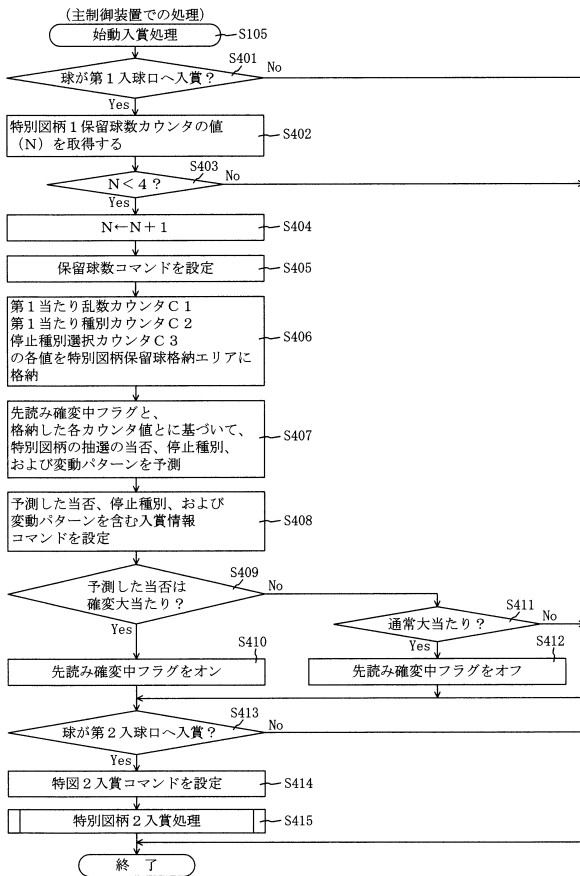 (主制御装置での処理)
始動入賞処理
S105
球が第1入球口へ入賞?
S401
No
Yes
特別図柄1保留球数カウンタの値
(N)を取得する
S402
N<4?
S403
No
Yes
N←N+1
S404
保留球数コマンドを設定
S405
第1当たり乱数カウンタC1
第1当たり種別カウンタC2
停止種別選択カウンタC3
の各値を特別図柄保留球格納エリアに
格納
S406
先読み確変中フラグと、
格納した各カウンタ値とに基づいて、
特別図柄の抽選の当否、停止種別、
および変動パターンを予測
S407
予測した当否、停止種別、および
変動パターンを含む入賞情報
コマンドを設定
S408
予測した当否は
確変大当たり?
S409
No
Yes
通常大当たり?
S411
No
Yes
先読み確変中フラグをオン
S410
先読み確変中フラグをオフ
S412
球が第2入球口へ入賞?
S413
No
Yes
特図2入賞コマンドを設定
S414
特別図柄2入賞処理
S415
終了